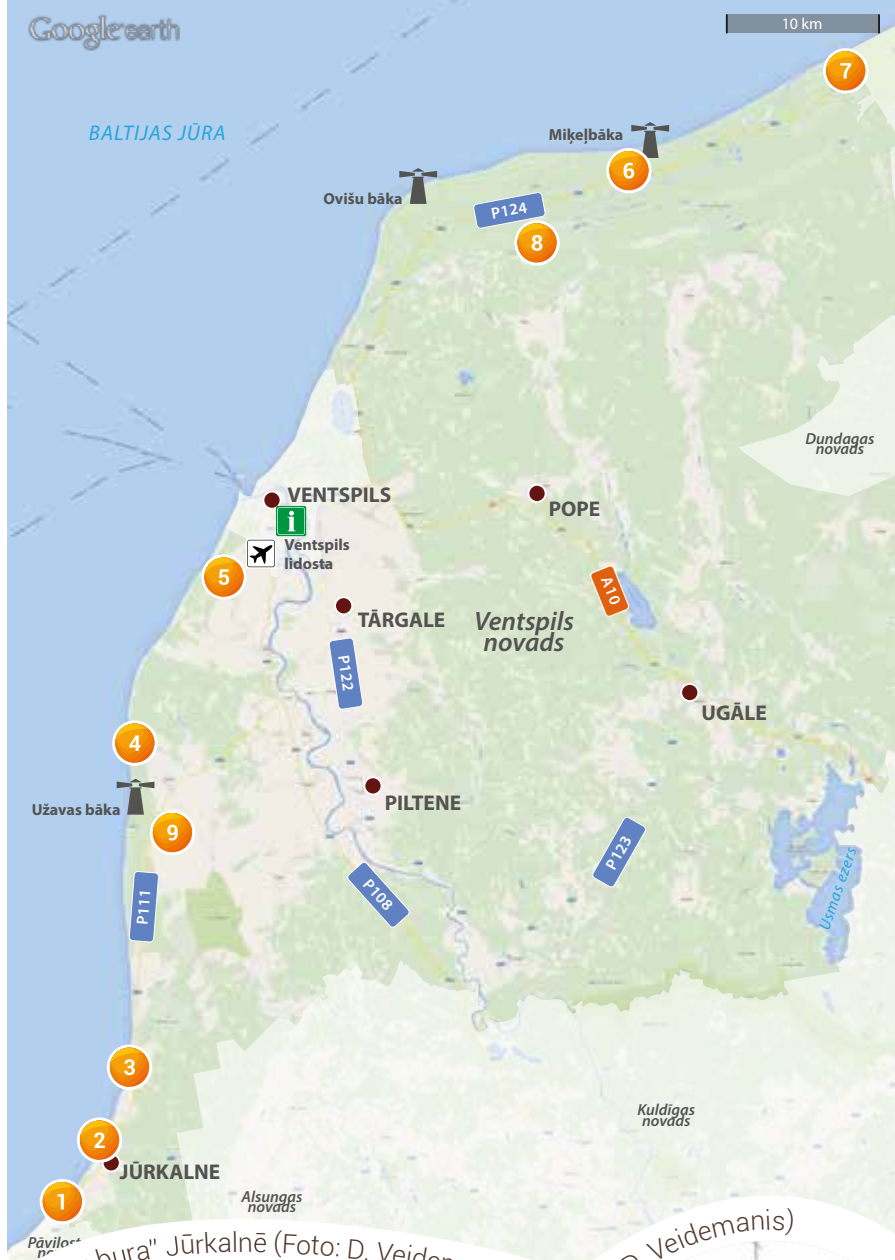 Google earth
10 km
7
BALTIJAS JŪRA
Miķeļbāka
6
Ovišu bāka
P124
8
Dundagas
novads
VENTSPILS
i
POPE
Ventspils
lidosta
5
A10
TĀRGALE
Ventspils
novads
P122
UGĀLE
4
PILTENE
Užavas bāka
9
P123
P108
P111
Usmas ezers
3
Kuldīgas
novads
2
JŪRKALNE
1
Alsungas
novads
bura" Jūrkalnē (Foto: D.
Veidemanis)